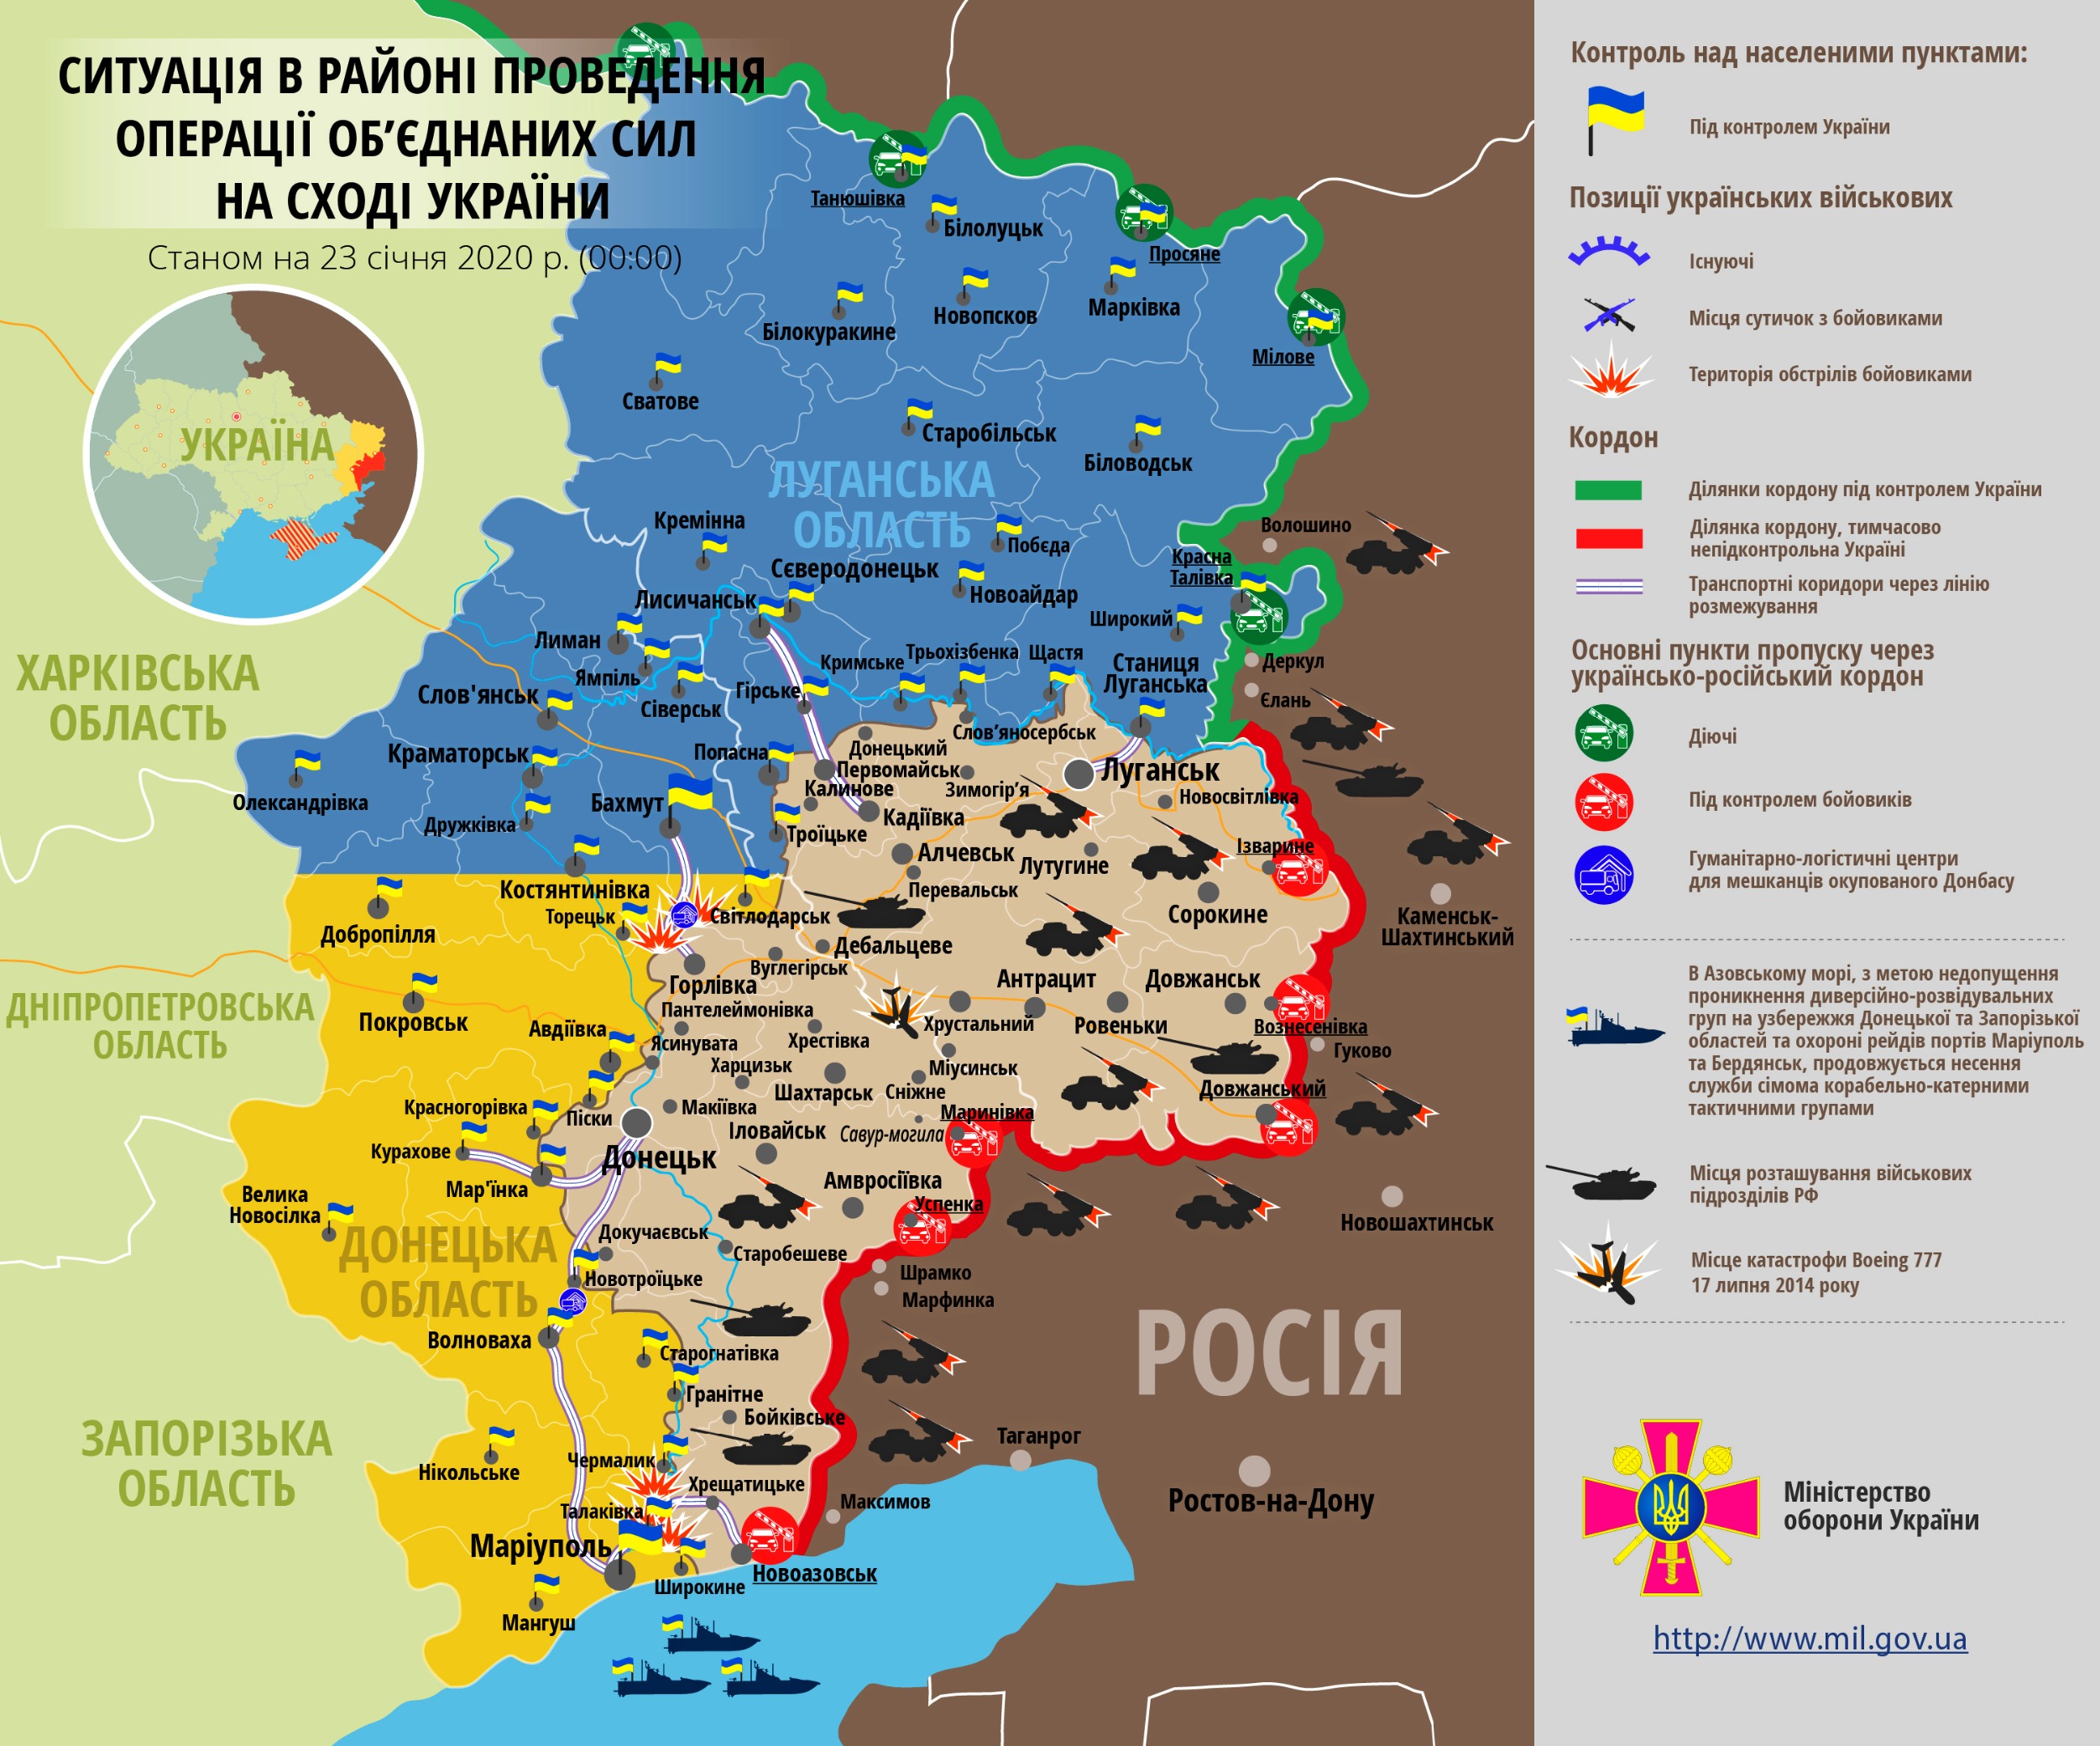 СИТУАЦІЯ В РАЙОНІ ПРОВЕДЕННЯ
ОПЕРАЦІЇ ОБ’ЄДНАНИХ СИЛ
НА СХОДІ УКРАЇНИ
Станом на 23 січня 2020 р. (00:00)
УКРАЇНА
ХАРКІВСЬКА
ОБЛАСТЬ
ДНІПРОПЕТРОВСЬКА
ОБЛАСТЬ
ЗАПОРІЗЬКА
ОБЛАСТЬ
ЛУГАНСЬКА
ОБЛАСТЬ
ДОНЕЦЬКА
ОБЛАСТЬ
РОСІЯ
Танюшівка
Білолуцьк
Просяне
Новопсков
Марківка
Білокуракине
Мілове
Сватове
Старобільськ
Біловодськ
Кремінна
Волошино
Побєда
Красна
Талівка
Сєверодонецьк
Новоайдар
Лисичанськ
Широкий
Лиман
Трьохізбенка
Щастя
Кримське
Станиця
Луганська
Деркул
Ямпіль
Гірське
Слов'янськ
Сіверськ
Єлань
Слов’яносербськ
Донецький
Краматорськ
Попасна
Первомайськ
Луганськ
Калинове
Зимогір’я
Новосвітлівка
Олександрівка
Бахмут
Дружківка
Кадіївка
Троїцьке
Ізварине
Алчевськ
Лутугине
Перевальськ
Костянтинівка
Торецьк
Світлодарськ
Сорокине
Каменськ-
Шахтинський
Добропілля
Дебальцеве
Вуглегірськ
Горлівка
Антрацит
Довжанськ
Пантелеймонівка
Покровськ
Авдіївка
Хрустальний
Ровеньки
Вознесенівка
Ясинувата
Хрестівка
Гуково
Харцизьк
Міусинськ
Шахтарськ
Сніжне
Довжанський
Красногорівка
Піски
Макіївка
Маринівка
Іловайськ
Савур-могила
Курахове
Донецьк
Мар'їнка
Амвросіївка
Велика
Новосілка
Успенка
Новошахтинськ
Докучаєвськ
Старобешеве
Новотроїцьке
Шрамко
Марфинка
Волноваха
Старогнатівка
Гранітне
Бойківське
Таганрог
Чермалик
Нікольське
Хрещатицьке
Ростов-на-Дону
Талаківка
Максимов
Маріуполь
Новоазовськ
Широкине
Мангуш
Контроль над населеними пунктами:
Під контролем України
Позиції українських військових
Існуючі
Місця сутичок з бойовиками
Територія обстрілів бойовиками
Кордон
Ділянки кордону під контролем України
Ділянка кордону, тимчасово
непідконтрольна Україні
Транспортні коридори через лінію
розмежування
Основні пункти пропуску через
українсько-російський кордон
Діючі
Під контролем бойовиків
Гуманітарно-логістичні центри
для мешканців окупованого Донбасу
В Азовському морі, з метою недопущення
проникнення диверсійно-розвідувальних
груп на узбережжя Донецької та Запорізької
областей та охороні рейдів портів Маріуполь
та Бердянськ, продовжується несення
служби сімома корабельно-катерними
тактичними групами
Місця розташування військових
підрозділів РФ
Місце катастрофи Boeing 777
17 липня 2014 року
Міністерство
оборони України
http://www.mil.gov.ua